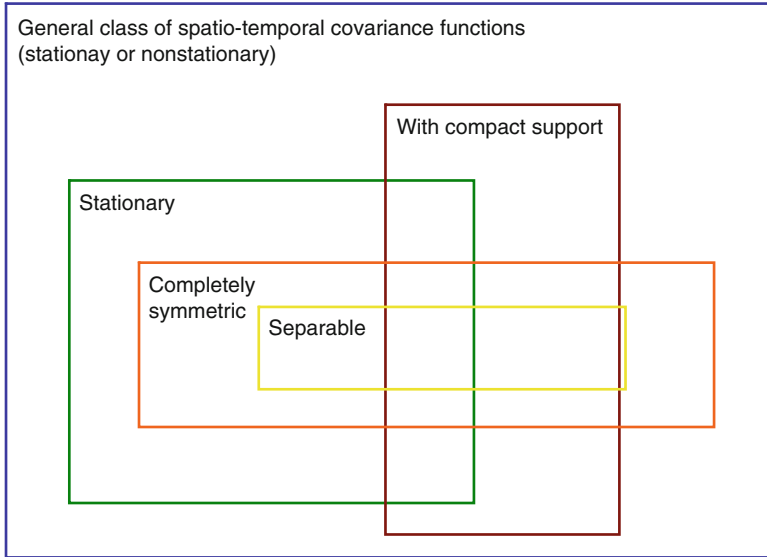 General class of spatio-temporal covariance functions
(stationay or nonstationary)
With compact support
Stationary
Completely
symmetric
Separable